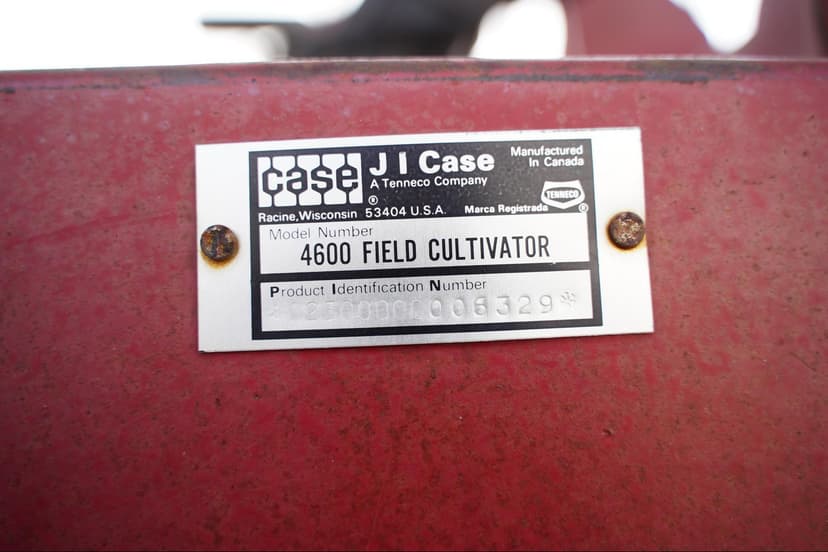 case
J I Case
A Tenneco Company
Manufactured
In Canada
TENNECO
®
Racine, Wisconsin 53404 U.S.A. Marca Registrada ®
Model Number
4600 FIELD CULTIVATOR
Product Identification Number
006329*